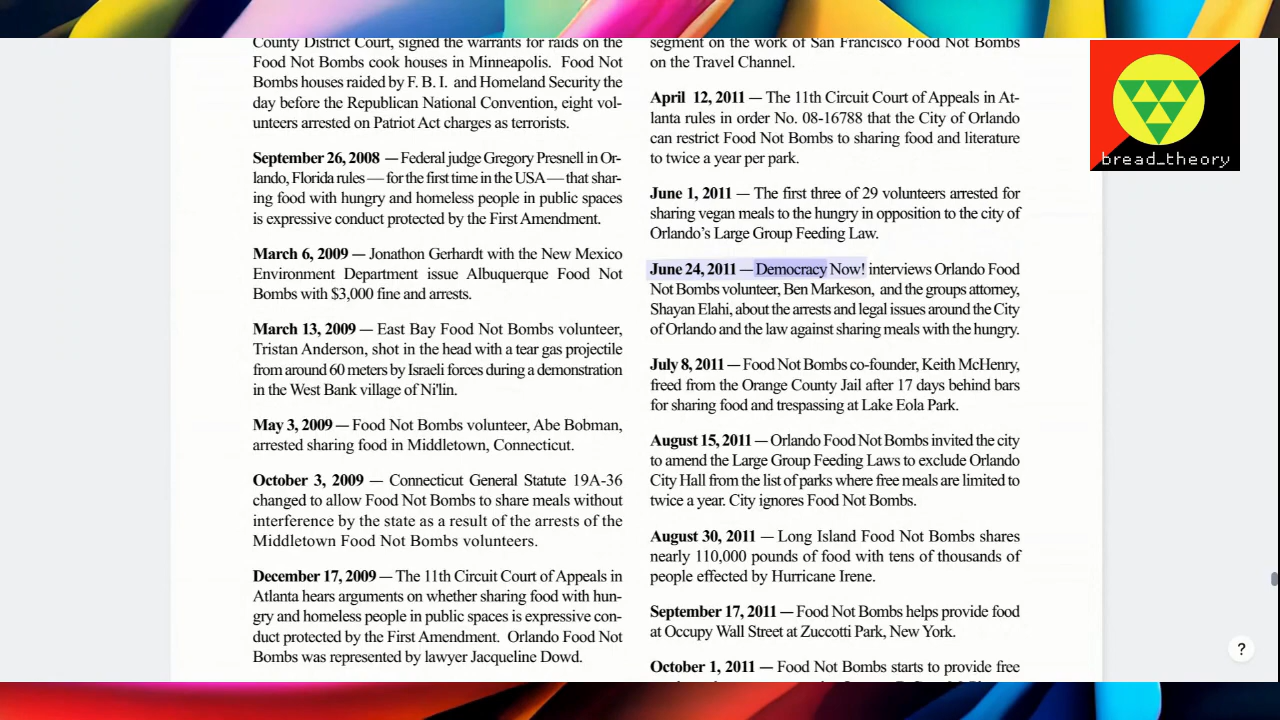 County District Court, signed the warrants for raids on the
Food Not Bombs cook houses in Minneapolis.  Food Not
Bombs houses raided by F. B. I.  and Homeland Security the
day before the Republican National Convention, eight vol-
unteers arrested on Patriot Act charges as terrorists.
September 26, 2008 — Federal judge Gregory Presnell in Or-
lando, Florida rules — for the first time in the USA — that shar-
ing food with hungry and homeless people in public spaces
is expressive conduct protected by the First Amendment.
March 6, 2009 — Jonathon Gerhardt with the New Mexico
Environment Department issue Albuquerque Food Not
Bombs with $3,000 fine and arrests.
March 13, 2009 — East Bay Food Not Bombs volunteer,
Tristan Anderson, shot in the head with a tear gas projectile
from around 60 meters by Israeli forces during a demonstration
in the West Bank village of Ni'lin.
May 3, 2009 — Food Not Bombs volunteer, Abe Bobman,
arrested sharing food in Middletown, Connecticut.
October 3, 2009 — Connecticut General Statute 19A-36
changed to allow Food Not Bombs to share meals without
interference by the state as a result of the arrests of the
Middletown Food Not Bombs volunteers.
December 17, 2009 — The 11th Circuit Court of Appeals in
Atlanta hears arguments on whether sharing food with hun-
gry and homeless people in public spaces is expressive con-
duct protected by the First Amendment.  Orlando Food Not
Bombs was represented by lawyer Jacqueline Dowd.
segment on the work of San Francisco Food Not Bombs
on the Travel Channel.
April  12, 2011 — The 11th Circuit Court of Appeals in At-
lanta rules in order No. 08-16788 that the City of Orlando
can restrict Food Not Bombs to sharing food and literature
to twice a year per park.
June 1, 2011 — The first three of 29 volunteers arrested for
sharing vegan meals to the hungry in opposition to the city of
Orlando's Large Group Feeding Law.
June 24, 2011 — Democracy Now! interviews Orlando Food
Not Bombs volunteer, Ben Markeson,  and the groups attorney,
Shayan Elahi, about the arrests and legal issues around the City
of Orlando and the law against sharing meals with the hungry.
July 8, 2011 — Food Not Bombs co-founder, Keith McHenry,
freed from the Orange County Jail after 17 days behind bars
for sharing food and trespassing at Lake Eola Park.
August 15, 2011 — Orlando Food Not Bombs invited the city
to amend the Large Group Feeding Laws to exclude Orlando
City Hall from the list of parks where free meals are limited to
twice a year. City ignores Food Not Bombs.
August 30, 2011 — Long Island Food Not Bombs shares
nearly 110,000 pounds of food with tens of thousands of
people effected by Hurricane Irene.
September 17, 2011 — Food Not Bombs helps provide food
at Occupy Wall Street at Zuccotti Park, New York.
October 1, 2011 — Food Not Bombs starts to provide free
bread_theory
?